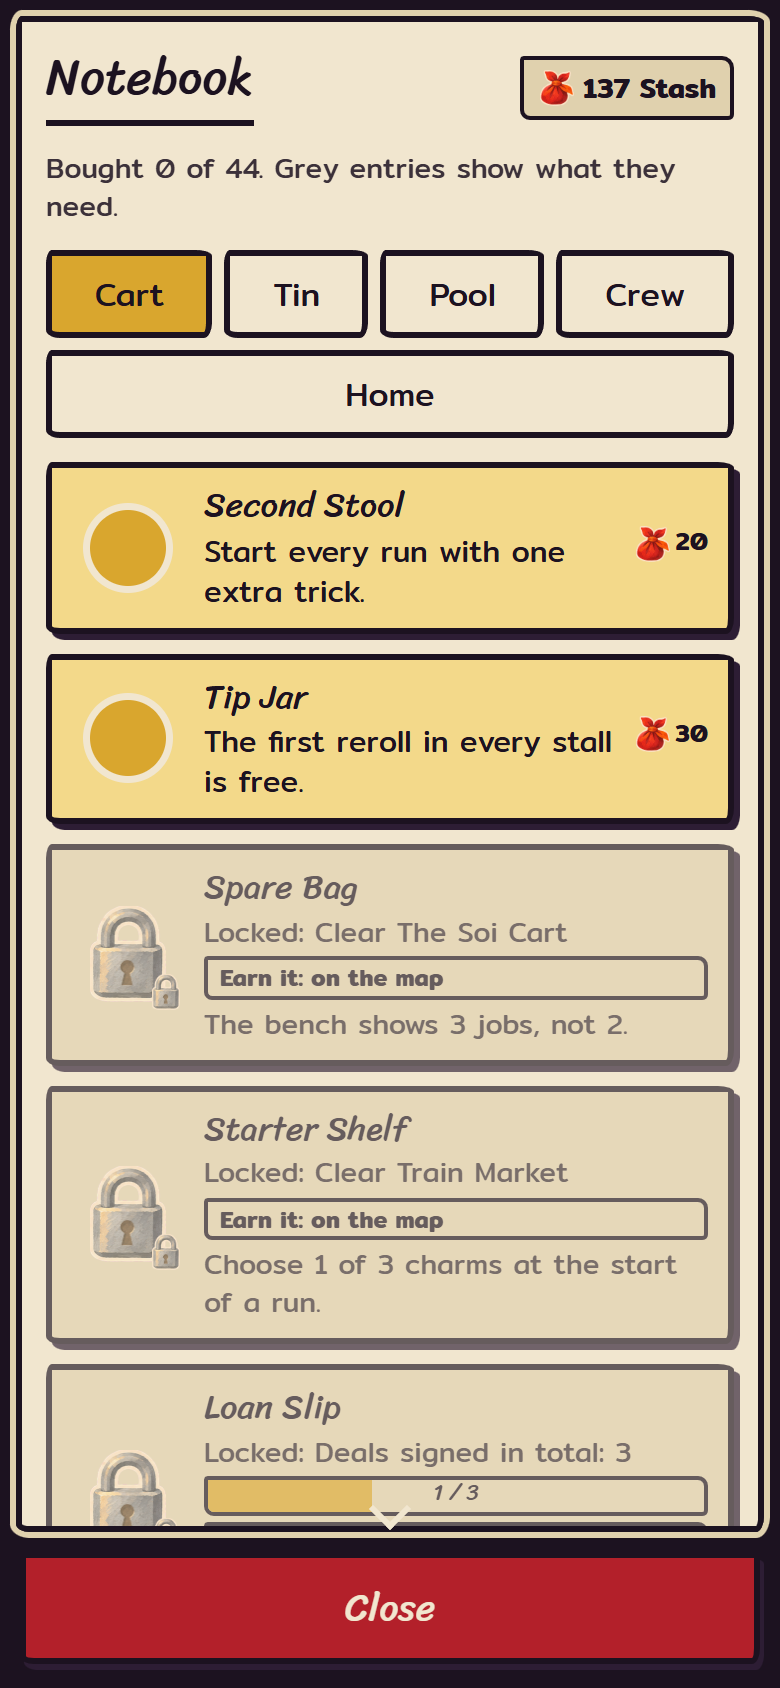 Notebook
137 Stash
Bought 0 of 44. Grey entries show what they
need.
Cart
Tin
Pool
Crew
Home
Second Stool
Start every run with one
extra trick.
20
Tip Jar
The first reroll in every stall
is free.
30
Spare Bag
Locked: Clear The Soi Cart
Earn it: on the map
The bench shows 3 jobs, not 2.
Starter Shelf
Locked: Clear Train Market
Earn it: on the map
Choose 1 of 3 charms at the start
of a run.
Loan Slip
Locked: Deals signed in total: 3
1 / 3
Close